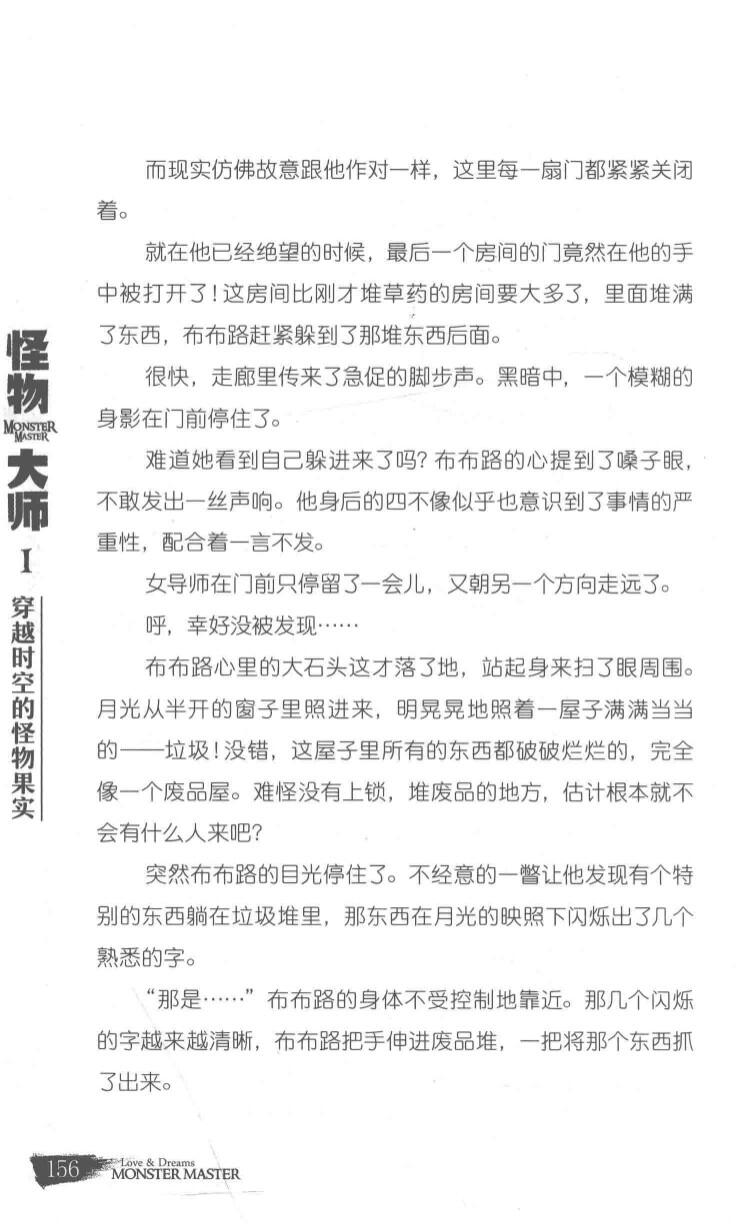 而现实仿佛故意跟他作对一样，这里每一扇门都紧紧关闭
着。
就在他已经绝望的时候，最后一个房间的门竟然在他的手
中被打开了！这房间比刚才堆草药的房间要大多了，里面堆满
了东西，布布路赶紧躲到了那堆东西后面。
很快，走廊里传来了急促的脚步声。黑暗中，一个模糊的
身影在门前停住了。
难道她看到自己躲进来了吗？布布路的心提到了嗓子眼，
不敢发出一丝声响。他身后的四不像似乎也意识到了事情的严
重性，配合着一言不发。
女导师在门前只停留了一会儿，又朝另一个方向走远了。
呼，幸好没被发现……
布布路心里的大石头这才落了地，站起身来扫了眼周围。
月光从半开的窗子里照进来，明晃晃地照着一屋子满满当当
的——垃圾！没错，这屋子里所有的东西都破破烂烂的，完全
像一个废品屋。难怪没有上锁，堆废品的地方，估计根本就不
会有什么人来吧？
突然布布路的目光停住了。不经意的一瞥让他发现有个特
别的东西躺在垃圾堆里，那东西在月光的映照下闪烁出了几个
熟悉的字。
“那是……”布布路的身体不受控制地靠近。那几个闪烁
的字越来越清晰，布布路把手伸进废品堆，一把将那个东西抓
了出来。
怪物
MONSTER
MASTER
大师
I
穿越时空的怪物果实
156
Love & Dreams
MONSTER MASTER